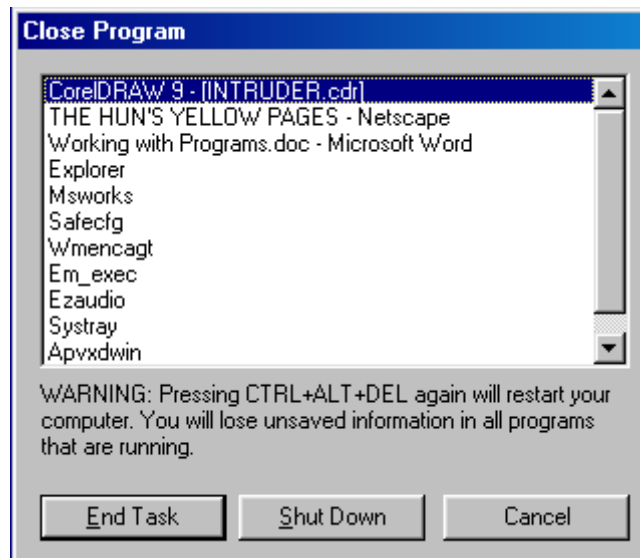 Close Program
CorelDRAW 9 - [INTRUDER.cdr]
THE HUN'S YELLOW PAGES - Netscape
Working with Programs.doc - Microsoft Word
Explorer
Msworks
Safecfg
Wmencagt
Em_exec
Ezaudio
Systray
Apvxdwin
WARNING: Pressing CTRL+ALT+DEL again will restart your
computer. You will lose unsaved information in all programs
that are running.
End Task
Shut Down
Cancel